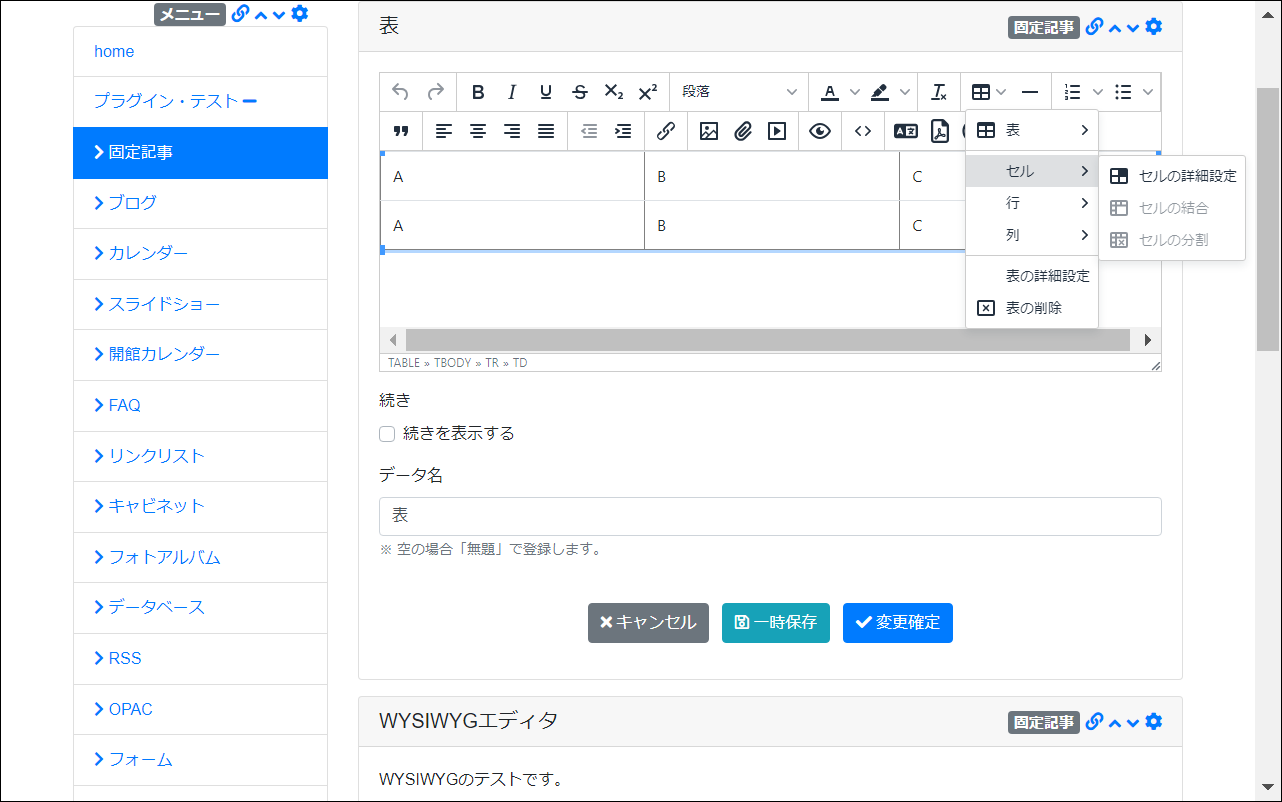 メニュー
home
プラグイン・テスト
固定記事
ブログ
カレンダー
スライドショー
開館カレンダー
FAQ
リンクリスト
キャビネット
フォトアルバム
データベース
RSS
OPAC
フォーム
表
固定記事
段落
A B C
A B C
表
セル
行
列
表の詳細設定
表の削除
セルの詳細設定
セルの結合
セルの分割
TABLE » TBODY » TR » TD
続き
続きを表示する
データ名
表
※ 空の場合「無題」で登録します。
キャンセル 一時保存 変更確定
WYSIWYGエディタ
固定記事
WYSIWYGのテストです。